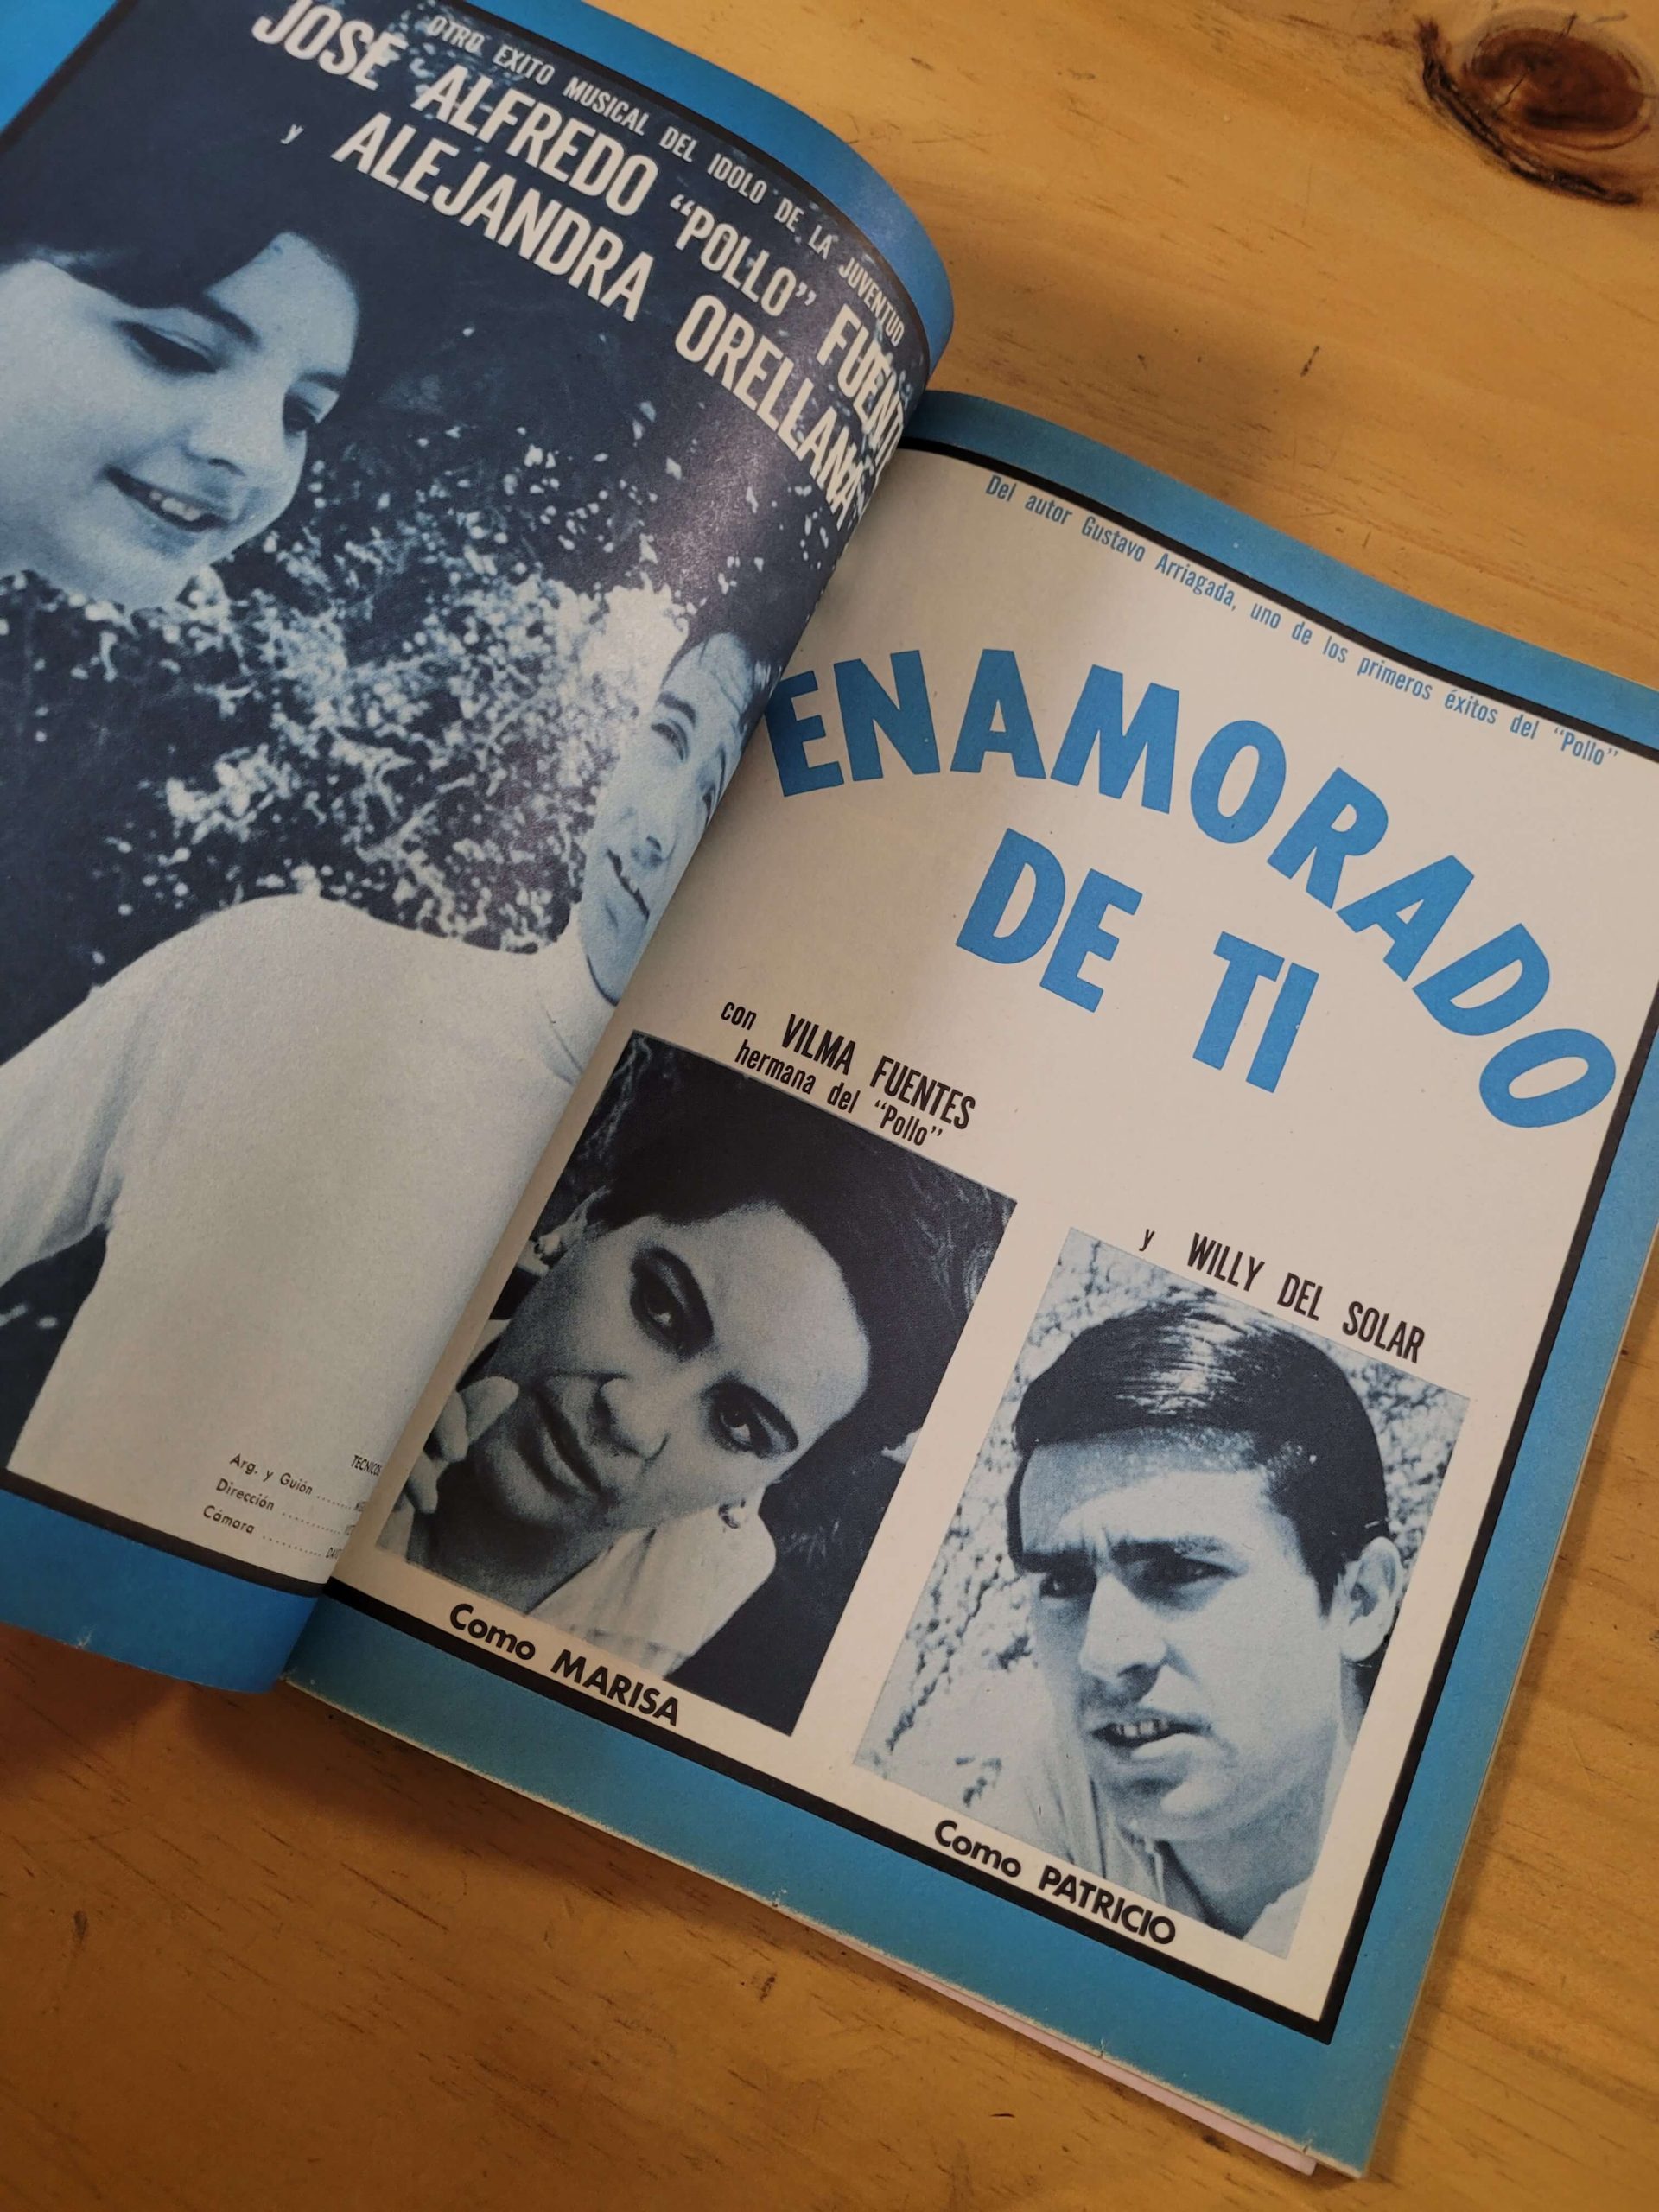 OTRO EXITO MUSICAL DEL IDOLO DE LA JUVENTUD
JOSE ALFREDO "POLLO"
y ALEJANDRA ORELLANA
TECNICOS
Arg. y Guión
Dirección
Cámara
Del autor Gustavo Arriagada, uno de los primeros éxitos del "Pollo"
ENAMORADO
DE TI
con VILMA FUENTES
hermana del "Pollo"
y WILLY DEL SOLAR
Como MARISA
Como PATRICIO